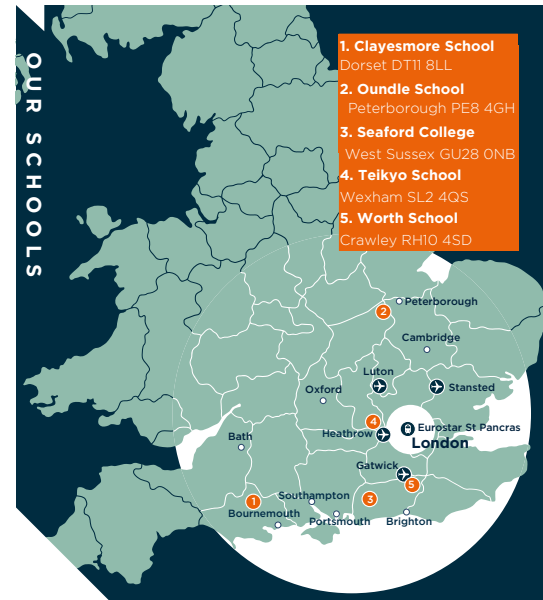 OUR SCHOOLS
1. Clayesmore School
Dorset DT11 8LL
2. Oundle School
Peterborough PE8 4GH
3. Seaford College
West Sussex GU28 0NB
4. Teikyo School
Wexham SL2 4QS
5. Worth School
Crawley RH10 4SD
Peterborough
2
Cambridge
Luton
Stansted
Oxford
4
Eurostar St Pancras
Heathrow
London
Bath
Gatwick
5
Southampton
3
1
Bournemouth
Portsmouth
Brighton